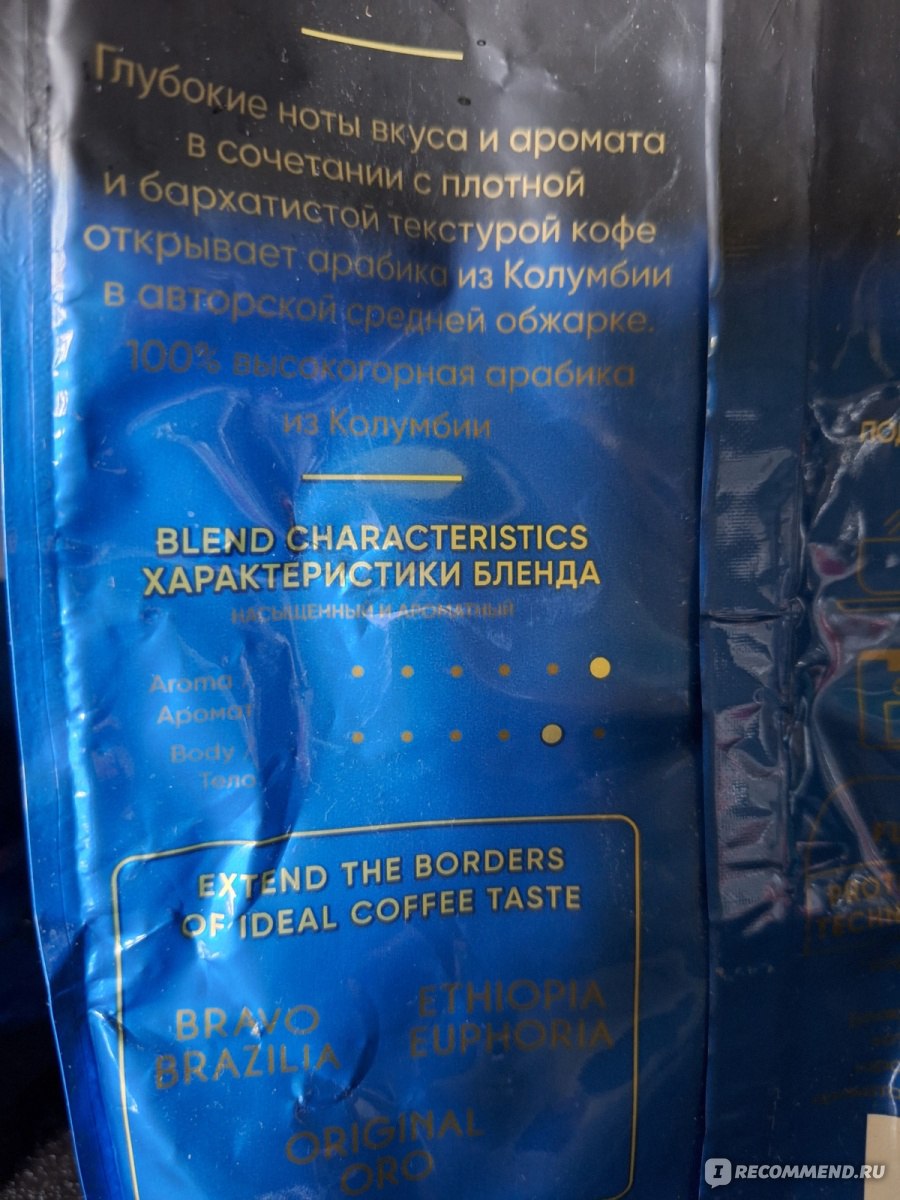 Глубокие ноты вкуса и аромата
в сочетании с плотной
и бархатистой текстурой кофе
открывает арабика из Колумбии
в авторской средней обжарке.
100% высокогорная арабика
из Колумбии
BLEND CHARACTERISTICS
ХАРАКТЕРИСТИКИ БЛЕНДА
НАСЫЩЕННЫЙ И АРОМАТНЫЙ
Aroma /
Аромат
Body /
Тело
EXTEND THE BORDERS
OF IDEAL COFFEE TASTE
BRAVO
BRAZILIA
ETHIOPIA
EUPHORIA
ORIGINAL
ORO
I RECOMMEND.RU